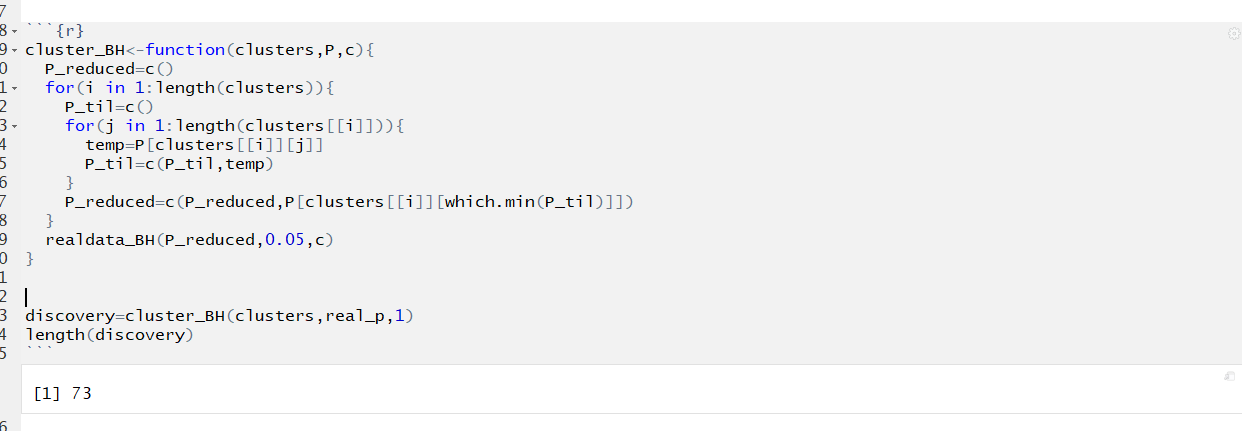 7
8 ```{r}
9 cluster_BH<-function(clusters,P,c){
0   P_reduced=c()
1   for(i in 1:length(clusters)){
2     P_til=c()
3     for(j in 1:length(clusters[[i]])){
4       temp=P[clusters[[i]][j]]
5       P_til=c(P_til,temp)
6     }
7     P_reduced=c(P_reduced,P[clusters[[i]][which.min(P_til)]])
8   }
9   realdata_BH(P_reduced,0.05,c)
0 }
1
2
3 discovery=cluster_BH(clusters,real_p,1)
4 length(discovery)
5 ```
[1] 73
6